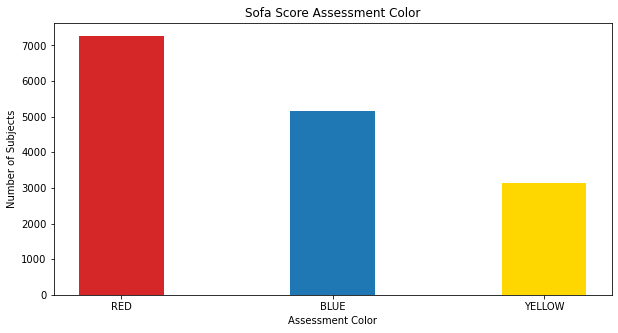 Sofa Score Assessment Color
Number of Subjects
7000
6000
5000
4000
3000
2000
1000
0
RED BLUE YELLOW
Assessment Color